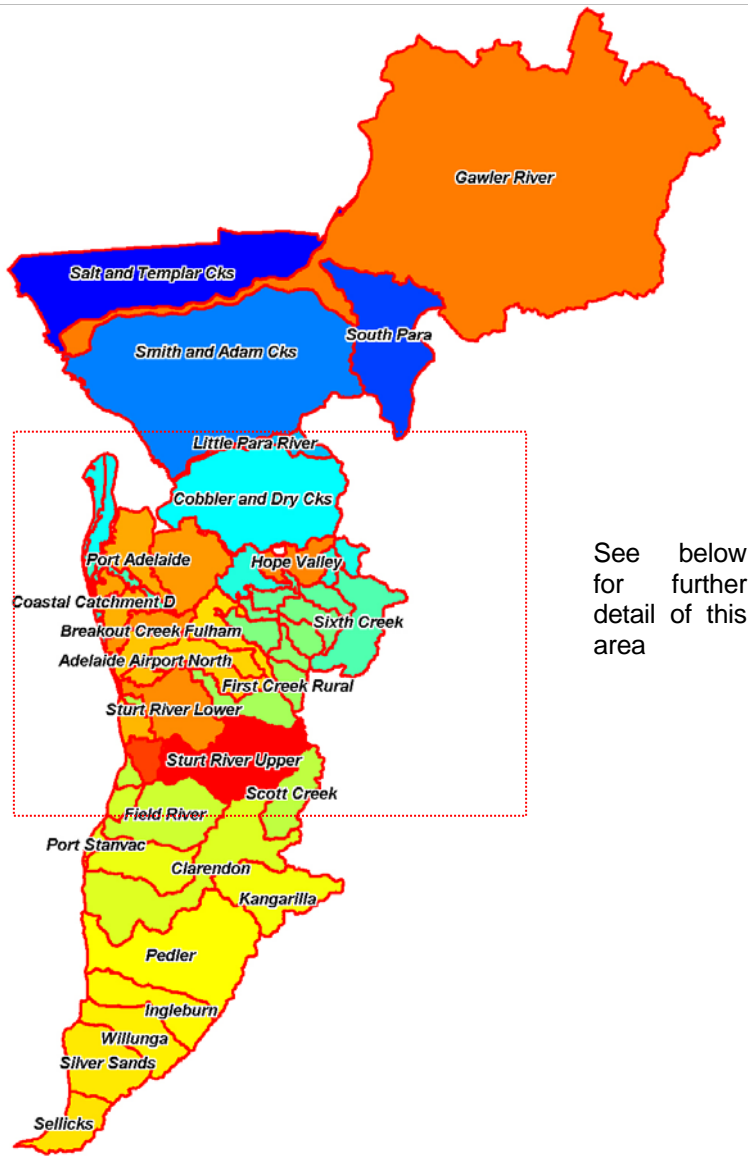 Gawler River
Salt and Templar Cks
South Para
Smith and Adam Cks
Little Para River
Cobbler and Dry Cks
Port Adelaide
Hope Valley
See below
for further
detail of this
area
Coastal Catchment D
Sixth Creek
Breakout Creek Fulham
Adelaide Airport North
First Creek Rural
Sturt River Lower
Sturt River Upper
Scott Creek
Field River
Port Stanvac
Clarendon
Kangarilla
Pedler
Ingleburn
Willunga
Silver Sands
Sellicks